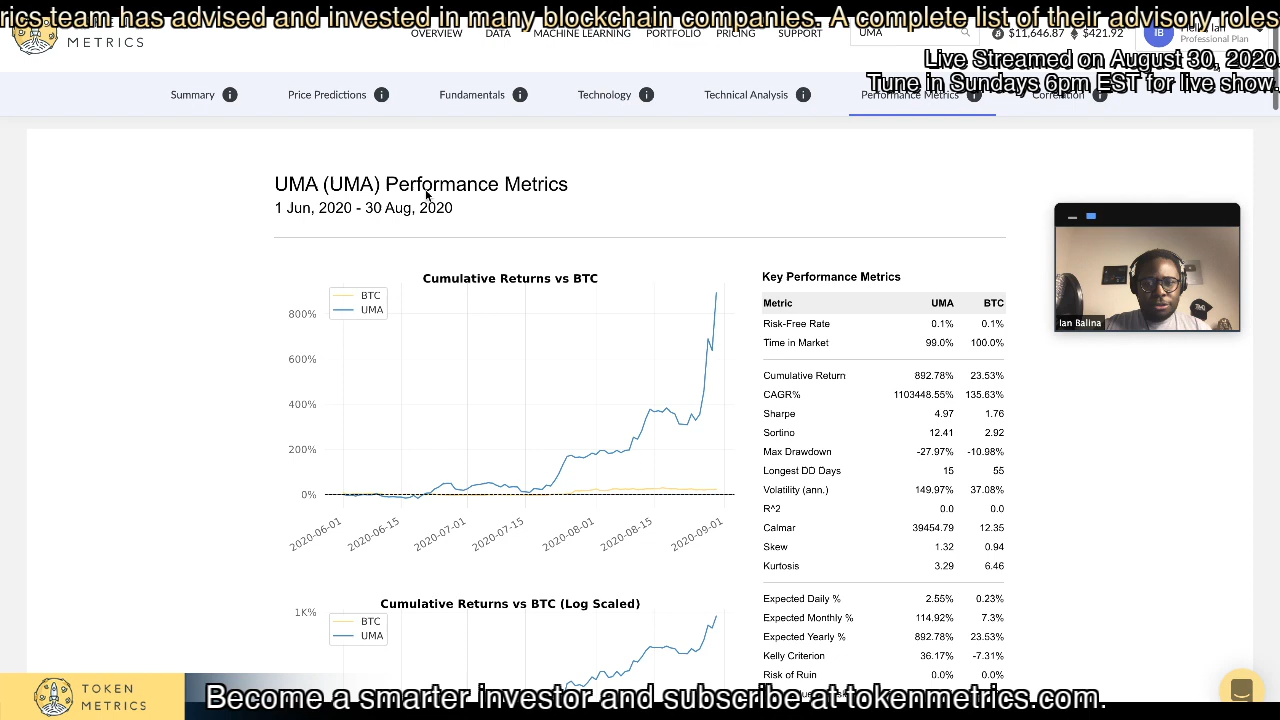 rics team has advised and invested in many blockchain companies. A complete list of their advisory roles
METRICS
OVERVIEW DATA MACHINE LEARNING PORTFOLIO PRICING SUPPORT
UMA
$11,646.87 $421.92
IB
Professional Plan
Live Streamed on August 30, 2020
Tune in Sundays 6pm EST for live show.
Summary Price Predictions Fundamentals Technology Technical Analysis Performance Metrics Correlation
UMA (UMA) Performance Metrics
1 Jun, 2020 - 30 Aug, 2020
Cumulative Returns vs BTC
BTC
UMA
800%
600%
400%
200%
0%
2020-06-01 2020-06-15 2020-07-01 2020-07-15 2020-08-01 2020-08-15 2020-09-01
Cumulative Returns vs BTC (Log Scaled)
1K%
BTC
UMA
Key Performance Metrics
Metric UMA BTC
Risk-Free Rate 0.1% 0.1%
Time in Market 99.0% 100.0%
Cumulative Return 892.78% 23.53%
CAGR% 1103448.55% 135.63%
Sharpe 4.97 1.76
Sortino 12.41 2.92
Max Drawdown -27.97% -10.98%
Longest DD Days 15 55
Volatility (ann.) 149.97% 37.08%
R^2 0.0 0.0
Calmar 39454.79 12.35
Skew 1.32 0.94
Kurtosis 3.29 6.46
Expected Daily % 2.55% 0.23%
Expected Monthly % 114.92% 7.3%
Expected Yearly % 892.78% 23.53%
Kelly Criterion 36.17% -7.31%
Risk of Ruin 0.0% 0.0%
Ian Balina
TOKEN
METRICS
Become a smarter investor and subscribe at tokenmetrics.com.